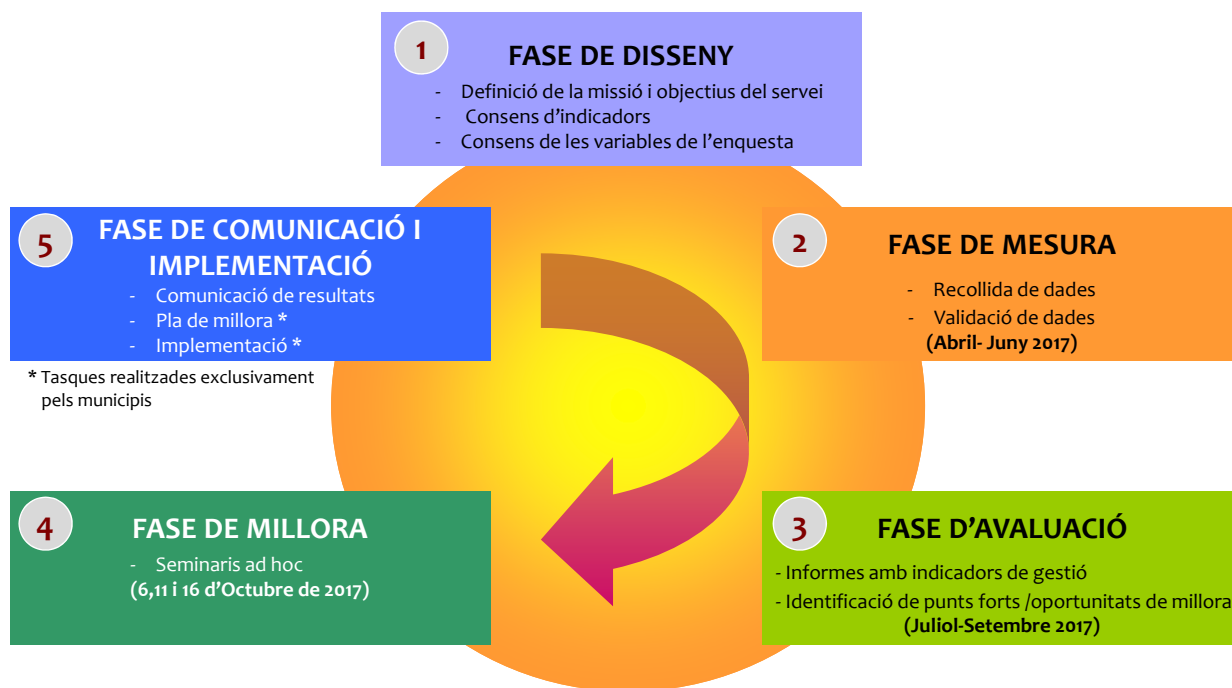 1
FASE DE DISSENY
- Definició de la missió i objectius del servei
- Consens d'indicadors
- Consens de les variables de l'enquesta
2
FASE DE MESURA
- Recollida de dades
- Validació de dades
(Abril- Juny 2017)
3
FASE D'AVALUACIÓ
- Informes amb indicadors de gestió
- Identificació de punts forts /oportunitats de millora
(Juliol-Setembre 2017)
4
FASE DE MILLORA
- Seminaris ad hoc
(6,11 i 16 d'Octubre de 2017)
5
FASE DE COMUNICACIÓ I
IMPLEMENTACIÓ
- Comunicació de resultats
- Pla de millora *
- Implementació *
* Tasques realitzades exclusivament
pels municipis